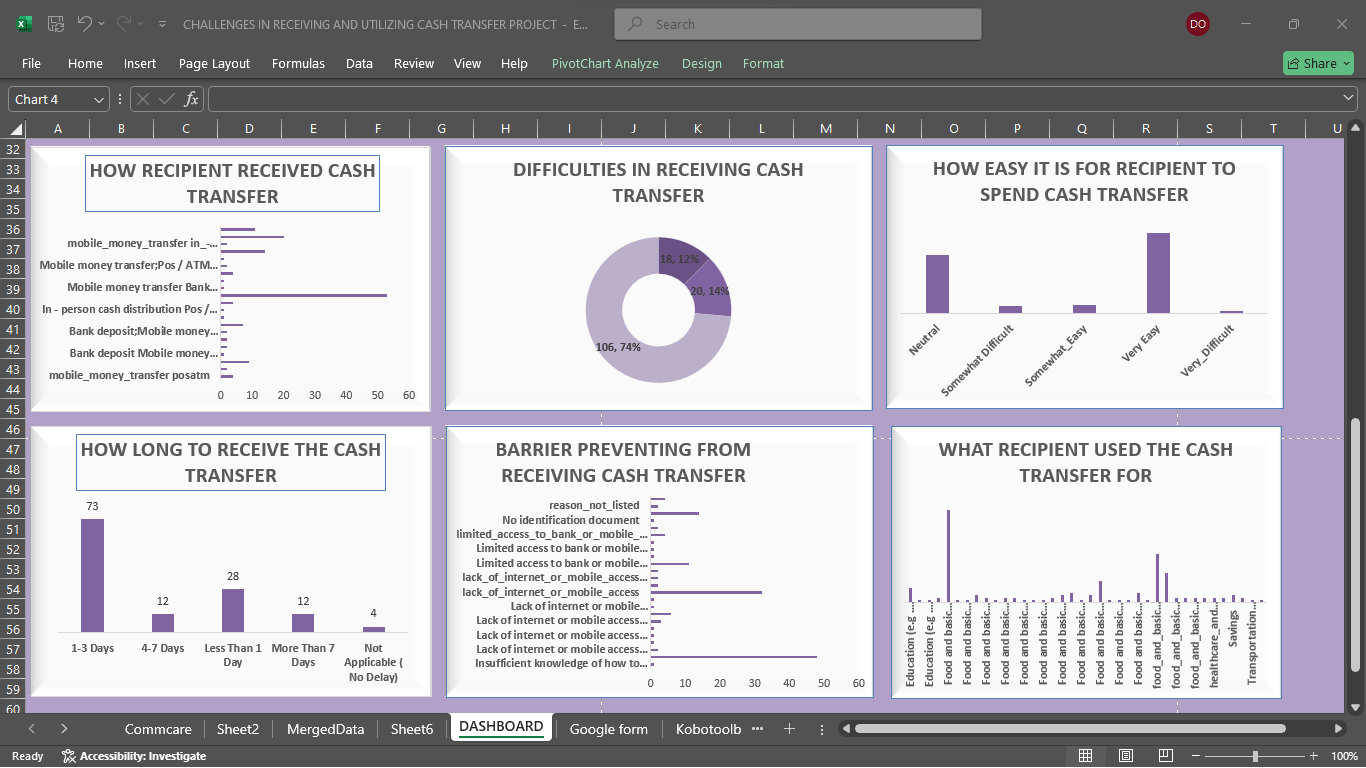 CHALLENGES IN RECEIVING AND UTILIZING CASH TRANSFER PROJECT - E...
Search
DO
File Home Insert Page Layout Formulas Data Review View Help PivotChart Analyze Design Format
Share
Chart 4
fx
A B C D E F G H I J K L M N O P Q R S T U
32
33
34
35
36
37
38
39
40
41
42
43
44
45
46
47
48
49
50
51
52
53
54
55
56
57
58
59
60
HOW RECIPIENT RECEIVED CASH
TRANSFER
mobile_money_transfer in_-...
Mobile money transfer;Pos / ATM...
Mobile money transfer Bank...
In - person cash distribution Pos /...
Bank deposit;Mobile money...
Bank deposit Mobile money...
mobile_money_transfer posatm
0 10 20 30 40 50 60
DIFFICULTIES IN RECEIVING CASH
TRANSFER
18, 12%
20, 14%
106, 74%
HOW EASY IT IS FOR RECIPIENT TO
SPEND CASH TRANSFER
Neutral
Somewhat Difficult
Somewhat_Easy
Very Easy
Very_Difficult
HOW LONG TO RECEIVE THE CASH
TRANSFER
73
12
28
12
4
1-3 Days
4-7 Days
Less Than 1
Day
More Than 7
Days
Not
Applicable (
No Delay)
BARRIER PREVENTING FROM
RECEIVING CASH TRANSFER
reason_not_listed
No identification document
limited_access_to_bank_or_mobile_...
Limited access to bank or mobile...
Limited access to bank or mobile...
lack_of_internet_or_mobile_access...
lack_of_internet_or_mobile_access
Lack of internet or mobile...
Lack of internet or mobile access...
Lack of internet or mobile access...
Lack of internet or mobile access...
Insufficient knowledge of how to...
0 10 20 30 40 50 60
WHAT RECIPIENT USED THE CASH
TRANSFER FOR
Education (e.g ...
Education (e.g ...
Food and basic...
Food and basic...
Food and basic...
Food and basic...
Food and basic...
Food and basic...
Food and basic...
Food and basic...
Food and basic...
Food and basic...
Food and basic...
food_and_basic...
food_and_basic...
food_and_basic...
healthcare_and...
Savings
Transportation...
Commcare Sheet2 MergedData Sheet6 DASHBOARD Google form Kobotoolb ...
Ready Accessibility: Investigate 100%